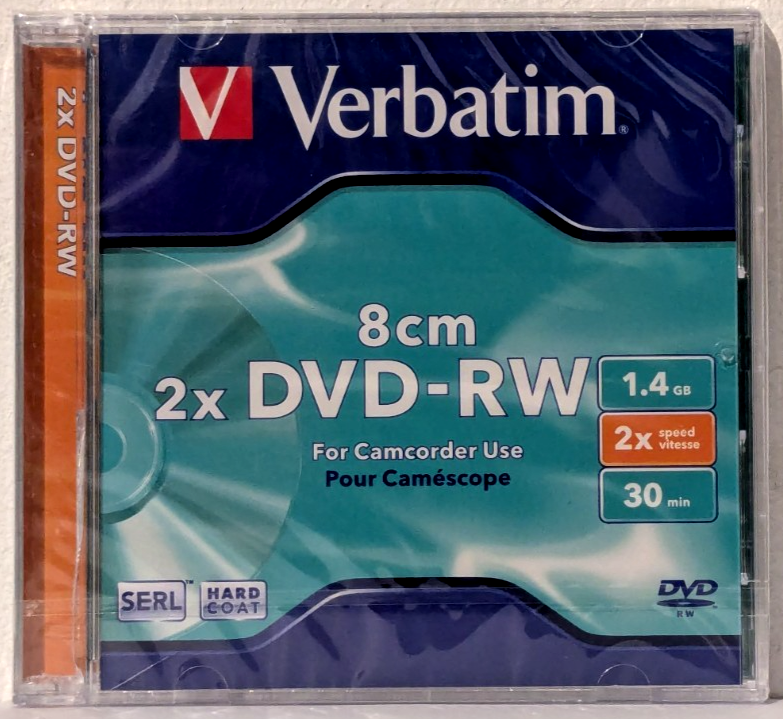 V Verbatim®
2x DVD-RW
8cm
2x DVD-RW
1.4 GB
2x speed
vitesse
For Camcorder Use
Pour Caméscope
30 min
SERL™
HARD
COAT
DVD
RW